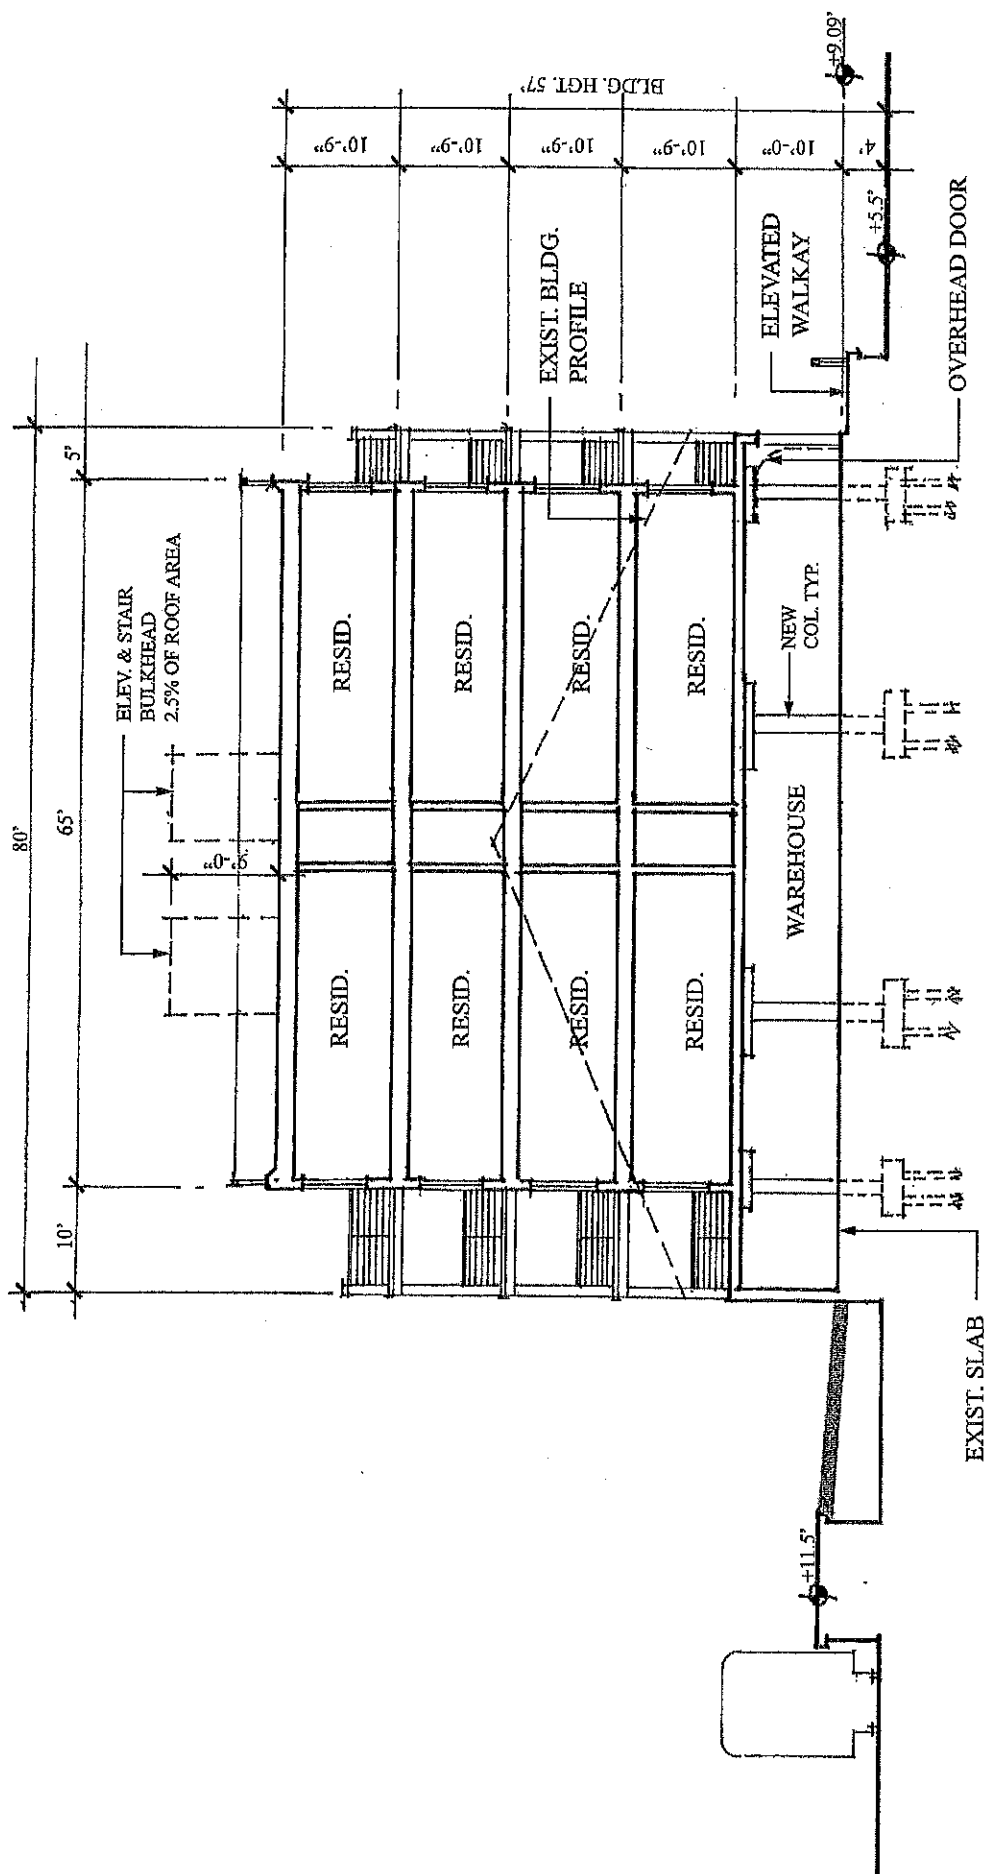 80'
10'
65'
5'
ELEV. & STAIR
BULKHEAD
2.5% OF ROOF AREA
9'-0"
RESID.
RESID.
RESID.
RESID.
RESID.
RESID.
RESID.
RESID.
EXIST. BLDG.
PROFILE
WAREHOUSE
NEW
COL. TYP.
ELEVATED
WALKAY
OVERHEAD DOOR
EXIST. SLAB
BLDG. HGT. 57'
10'-9"
10'-9"
10'-9"
10'-9"
10'-0"
4'
+9.09'
+5.5'
+11.5'